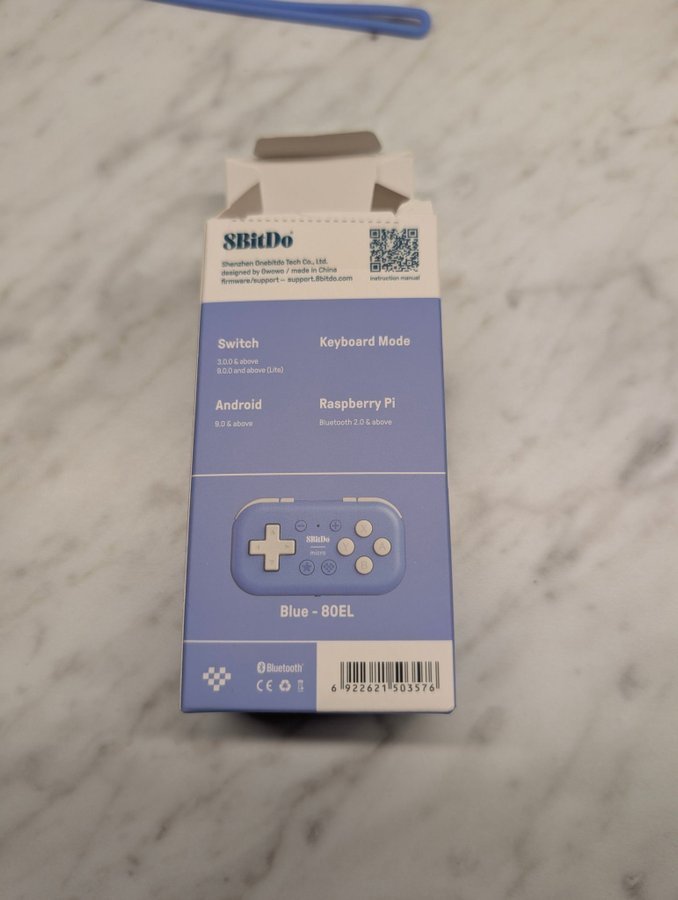 8BitDo
Shenzhen Onebitdo Tech Co., Ltd.
designed by 0wowo / made in China
firmware/support — support.8bitdo.com
instruction manual
Switch
3.0.0 & above
9.0.0 and above (Lite)
Keyboard Mode
Android
9.0 & above
Raspberry Pi
Bluetooth 2.0 & above
8BitDo
micro
X
Y
A
B
Blue - 80EL
Bluetooth®
CE
6 922621 503576